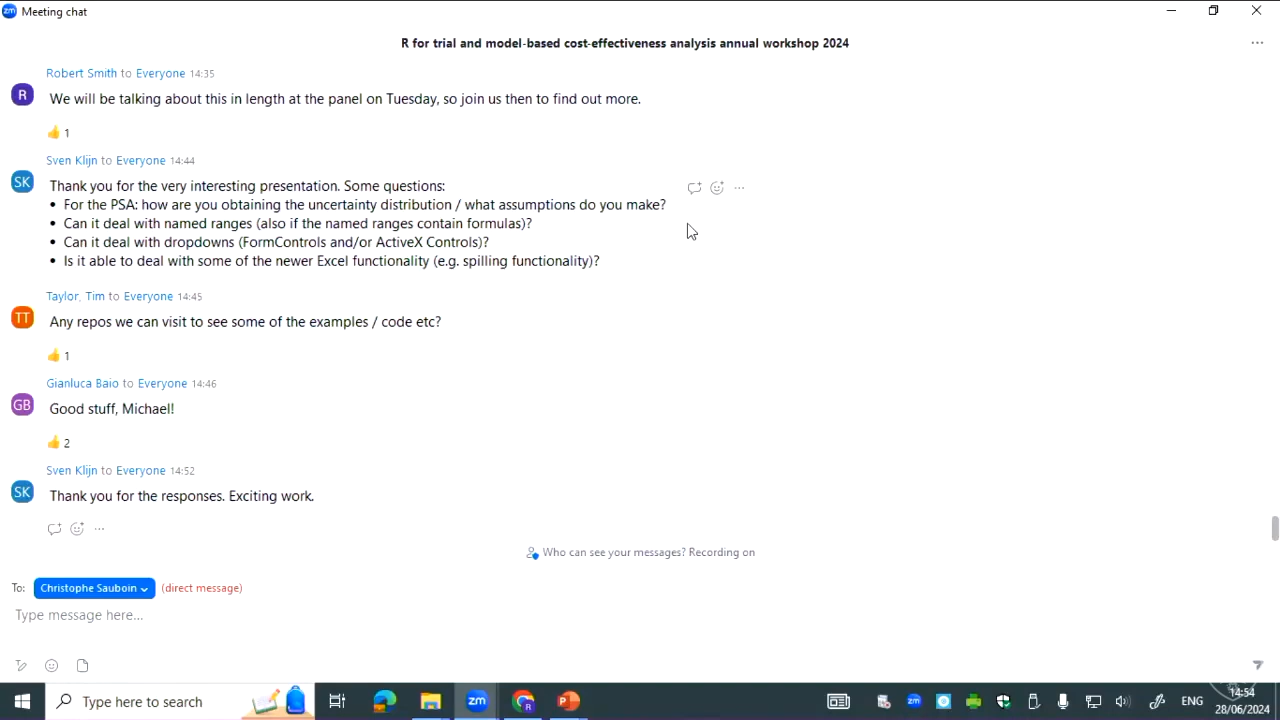 zm Meeting chat
R for trial and model-based cost-effectiveness analysis annual workshop 2024
Robert Smith to Everyone 14:35
R
We will be talking about this in length at the panel on Tuesday, so join us then to find out more.
👍 1
Sven Klijn to Everyone 14:44
SK
Thank you for the very interesting presentation. Some questions:
• For the PSA: how are you obtaining the uncertainty distribution / what assumptions do you make?
• Can it deal with named ranges (also if the named ranges contain formulas)?
• Can it deal with dropdowns (FormControls and/or ActiveX Controls)?
• Is it able to deal with some of the newer Excel functionality (e.g. spilling functionality)?
Taylor, Tim to Everyone 14:45
TT
Any repos we can visit to see some of the examples / code etc?
👍 1
Gianluca Baio to Everyone 14:46
GB
Good stuff, Michael!
👍 2
Sven Klijn to Everyone 14:52
SK
Thank you for the responses. Exciting work.
Who can see your messages? Recording on
To: Christophe Sauboin (direct message)
Type message here...
Type here to search
zm
R
P
zm
ENG
14:54
28/06/2024